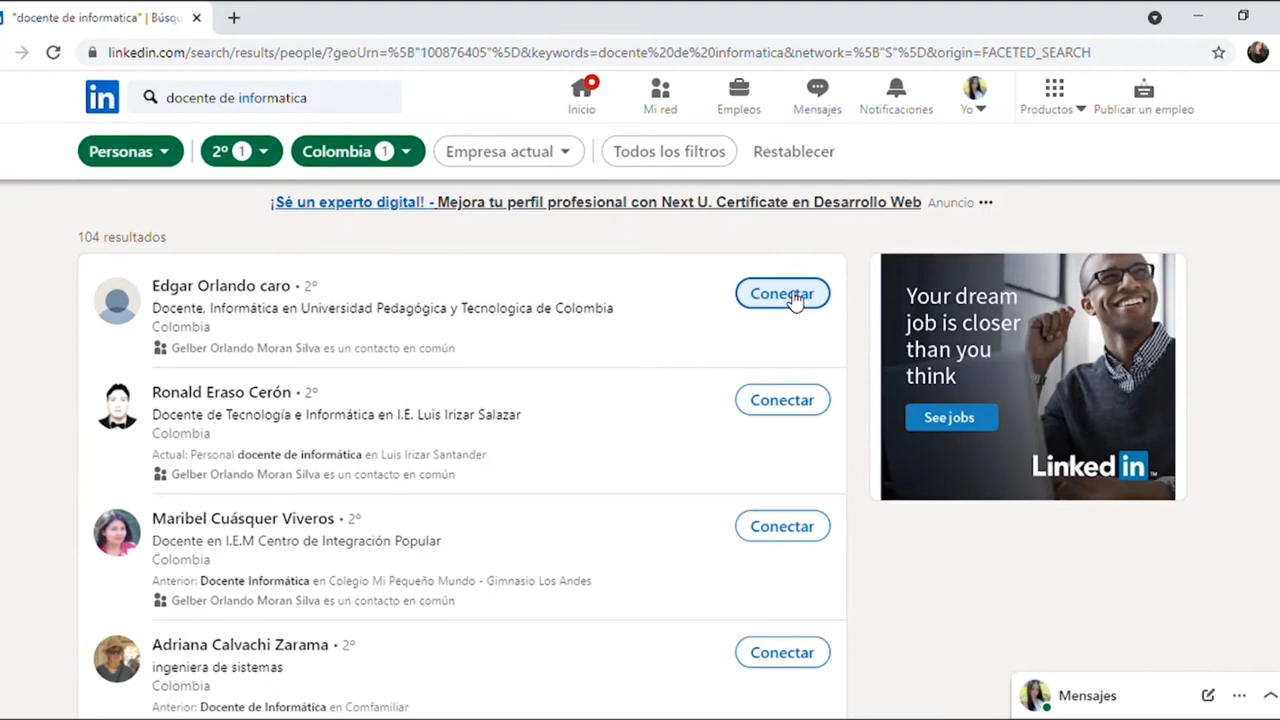 "docente de informatica" | Búsqu
linkedin.com/search/results/people/?geoUrn=%5B"100876405"%5D&keywords=docente%20de%20informatica&network=%5B"S"%5D&origin=FACETED_SEARCH
in docente de informatica Inicio Mi red Empleos Mensajes Notificaciones Yo Productos Publicar un empleo
Personas 2º 1 Colombia 1 Empresa actual Todos los filtros Restablecer
¡Sé un experto digital! - Mejora tu perfil profesional con Next U. Certificate en Desarrollo Web Anuncio •••
104 resultados
Edgar Orlando caro • 2º
Docente, Informática en Universidad Pedagógica y Tecnologica de Colombia
Colombia
Gelber Orlando Moran Silva es un contacto en común
Conectar
Ronald Eraso Cerón • 2º
Docente de Tecnología e Informática en I.E. Luis Irizar Salazar
Colombia
Actual: Personal docente de informática en Luis Irizar Santander
Gelber Orlando Moran Silva es un contacto en común
Conectar
Maribel Cuásquer Viveros • 2º
Docente en I.E.M Centro de Integración Popular
Colombia
Anterior: Docente Informática en Colegio Mi Pequeño Mundo - Gimnasio Los Andes
Gelber Orlando Moran Silva es un contacto en común
Conectar
Adriana Calvachi Zarama • 2º
ingeniera de sistemas
Colombia
Anterior: Docente de Informática en Comfamiliar
Conectar
Your dream
job is closer
than you
think
See jobs
Linked in
Mensajes